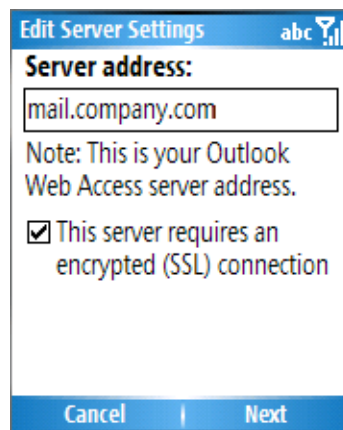 Edit Server Settings abc
Server address:
mail.company.com
Note: This is your Outlook
Web Access server address.
This server requires an
encrypted (SSL) connection
Cancel Next